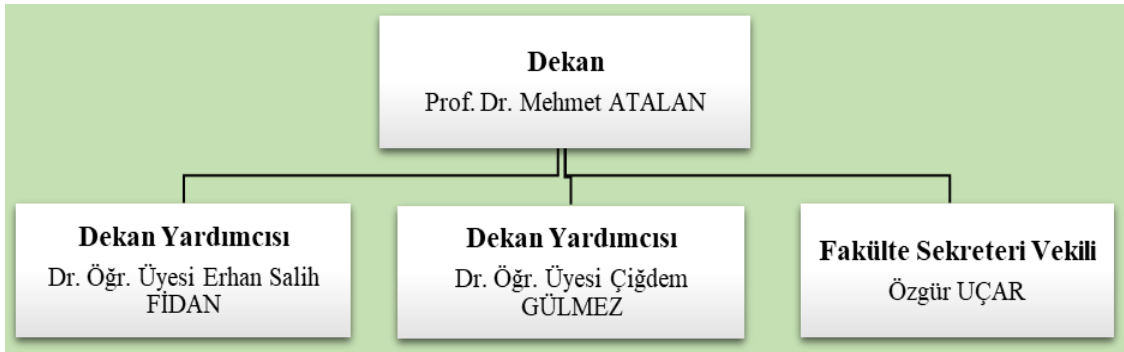 Dekan
Prof. Dr. Mehmet ATALAN
Dekan Yardımcısı
Dr. Öğr. Üyesi Erhan Salih
FİDAN
Dekan Yardımcısı
Dr. Öğr. Üyesi Çiğdem
GÜLMEZ
Fakülte Sekreteri Vekili
Özgür UÇAR